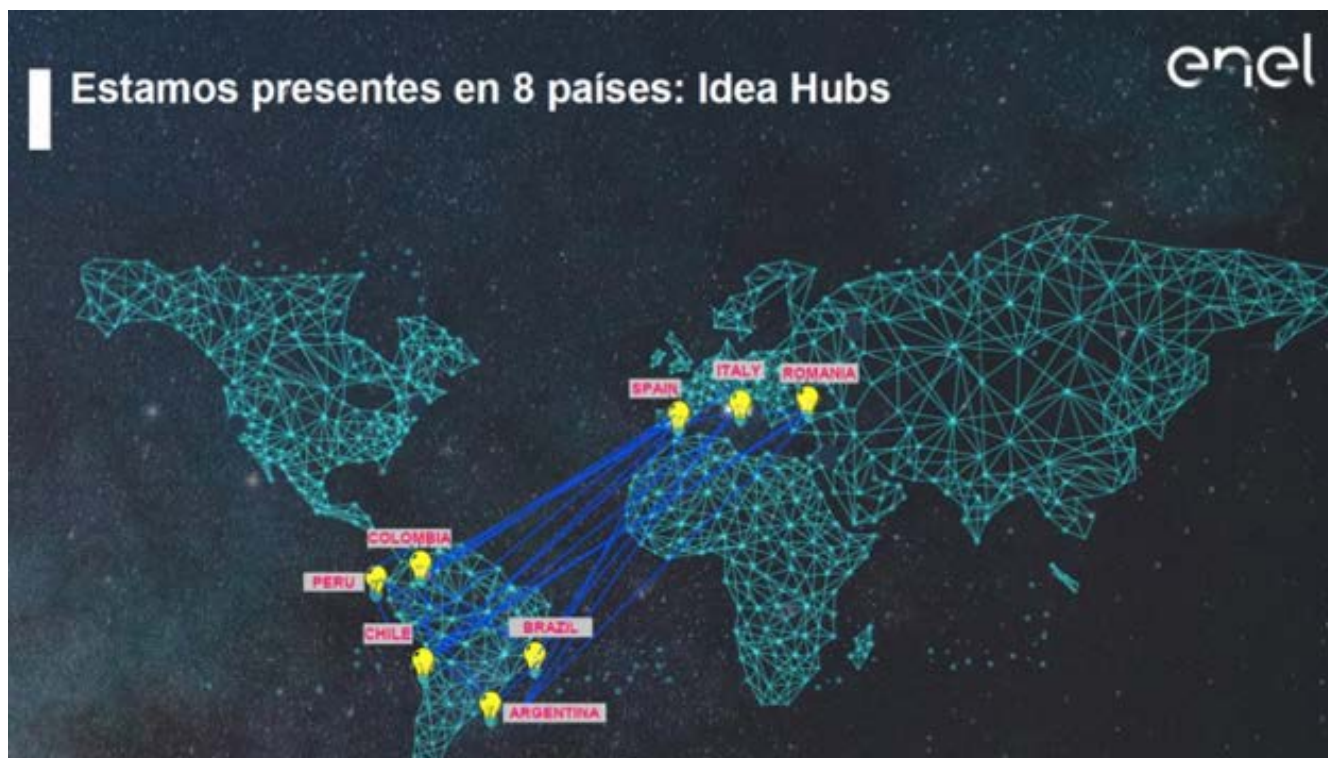 enel
Estamos presentes en 8 países: Idea Hubs
ITALY
ROMANIA
SPAIN
COLOMBIA
PERU
BRAZIL
CHILE
ARGENTINA